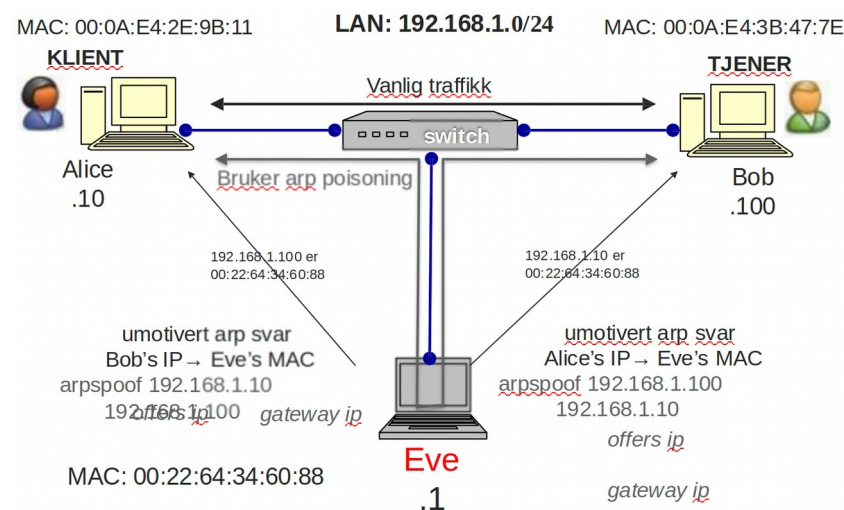 MAC: 00:0A:E4:2E:9B:11
LAN: 192.168.1.0/24
MAC: 00:0A:E4:3B:47:7E
KLIENT
TJENER
Vanlig traffikk
switch
Bruker arp poisoning
Alice
.10
Bob
.100
192.168.1.100 er
00:22:64:34:60:88
192.168.1.10 er
00:22:64:34:60:88
umotivert arp svar
Bob's IP→ Eve's MAC
arpspoof 192.168.1.10
192.168.1.100
offers ip
gateway ip
umotivert arp svar
Alice's IP→ Eve's MAC
arpspoof 192.168.1.100
192.168.1.10
offers ip
gateway ip
Eve
.1
MAC: 00:22:64:34:60:88